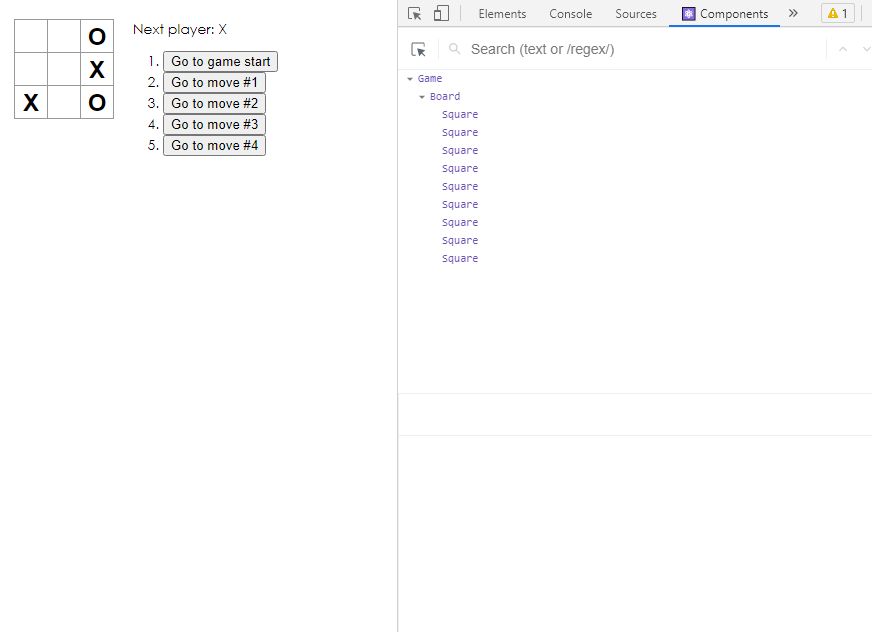 O
X
X O
Next player: X
1. Go to game start
2. Go to move #1
3. Go to move #2
4. Go to move #3
5. Go to move #4
Elements Console Sources Components » 1
Search (text or /regex/)
Game
Board
Square
Square
Square
Square
Square
Square
Square
Square
Square